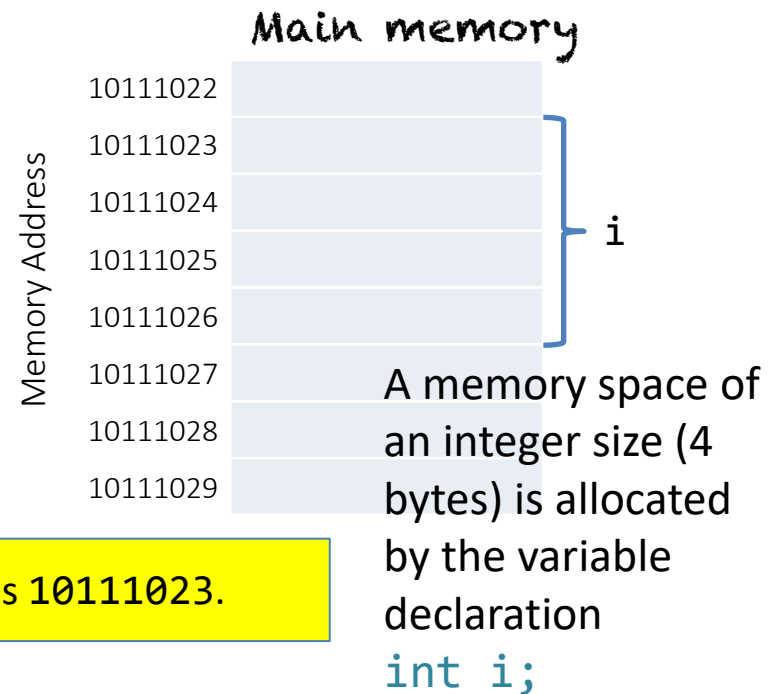 Main memory
Memory Address
10111022
10111023
10111024
10111025
10111026
10111027
10111028
10111029
i
A memory space of
an integer size (4
bytes) is allocated
by the variable
declaration
int i;
s 10111023.